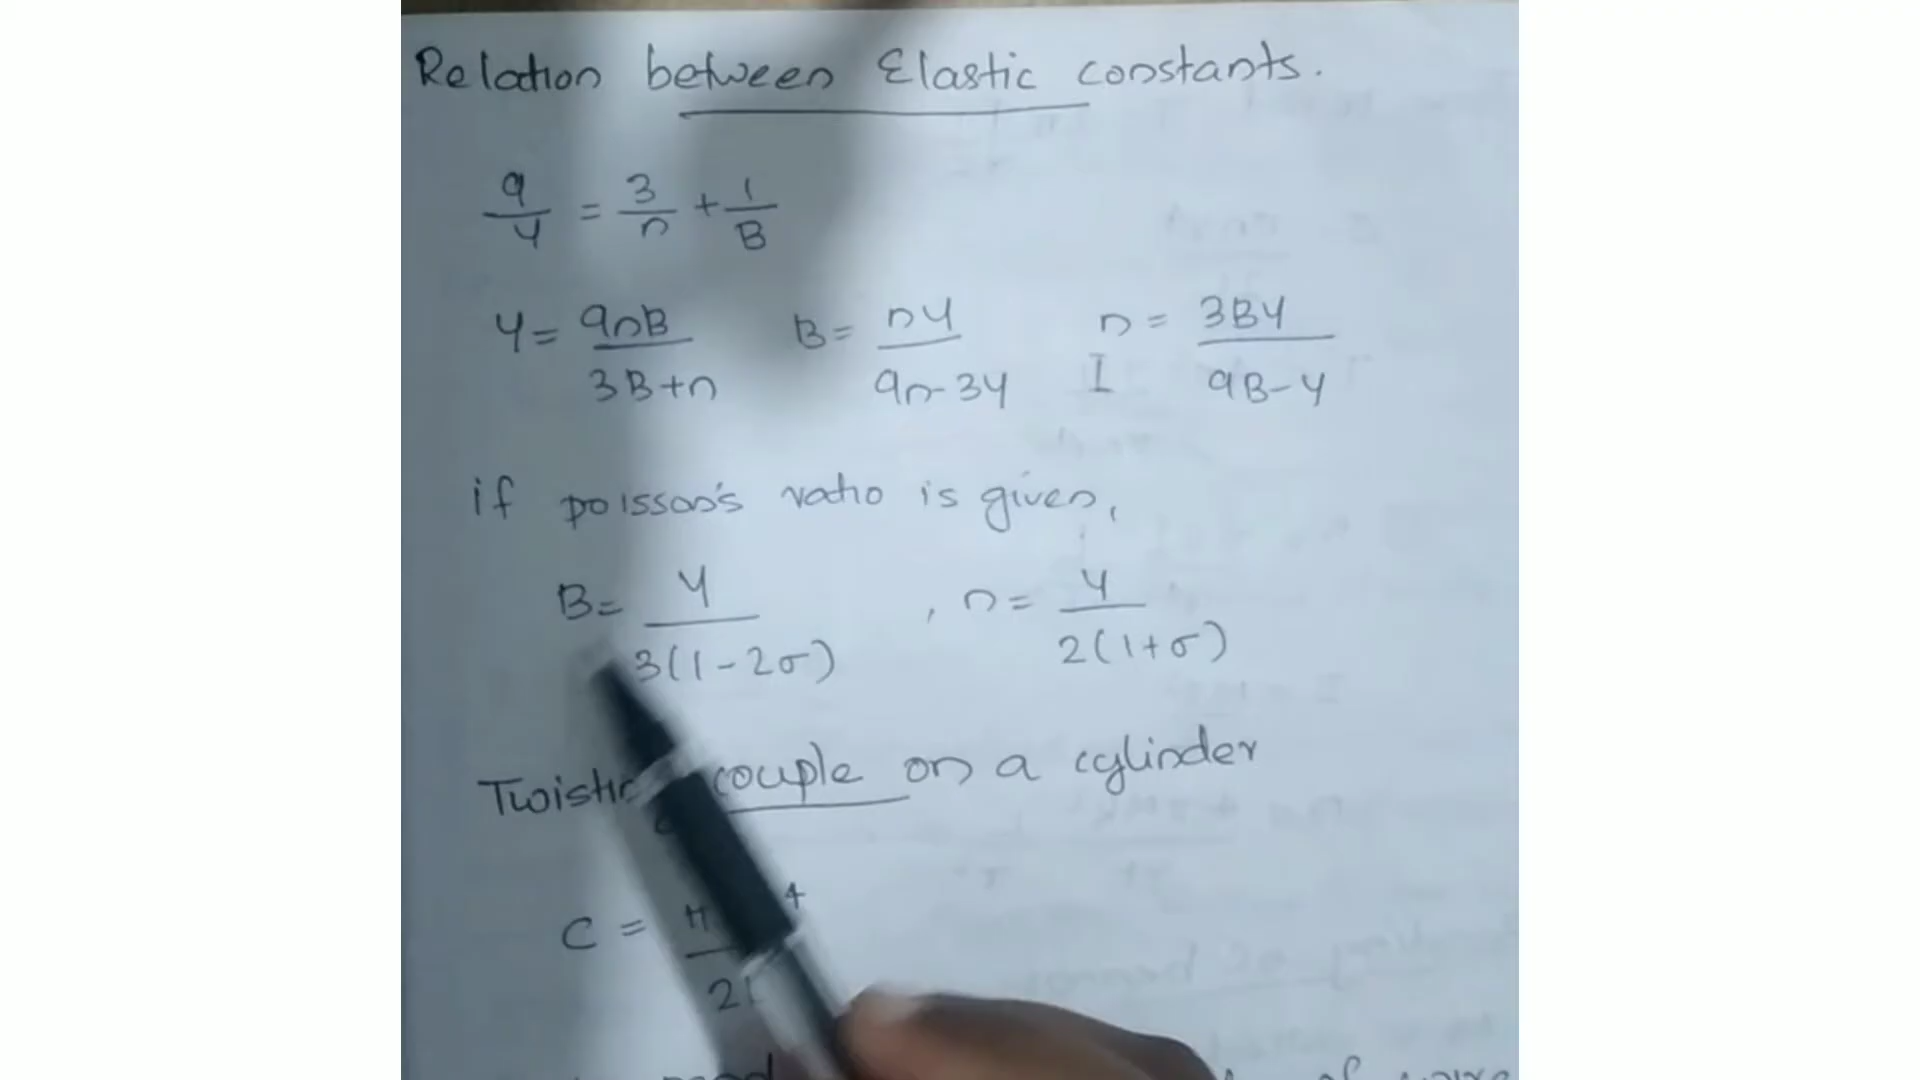 Relation between Elastic constants.
9/Y = 3/n + 1/B
Y = 9nB/3B+n B = nY/9n-3Y n = 3BY/9B-Y
if poisson's ratio is given,
B = Y/3(1-2σ) , n = Y/2(1+σ)
couple on a cylinder
C =